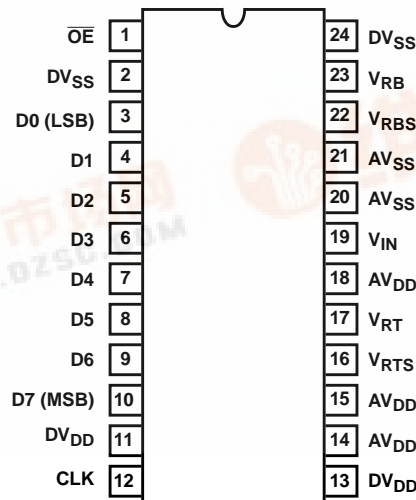 OE 1 24 DVSS
DVSS 2 23 VRB
D0 (LSB) 3 22 VRBS
D1 4 21 AVSS
D2 5 20 AVSS
D3 6 19 VIN
D4 7 18 AVDD
D5 8 17 VRT
D6 9 16 VRTS
D7 (MSB) 10 15 AVDD
DVDD 11 14 AVDD
CLK 12 13 DVDD